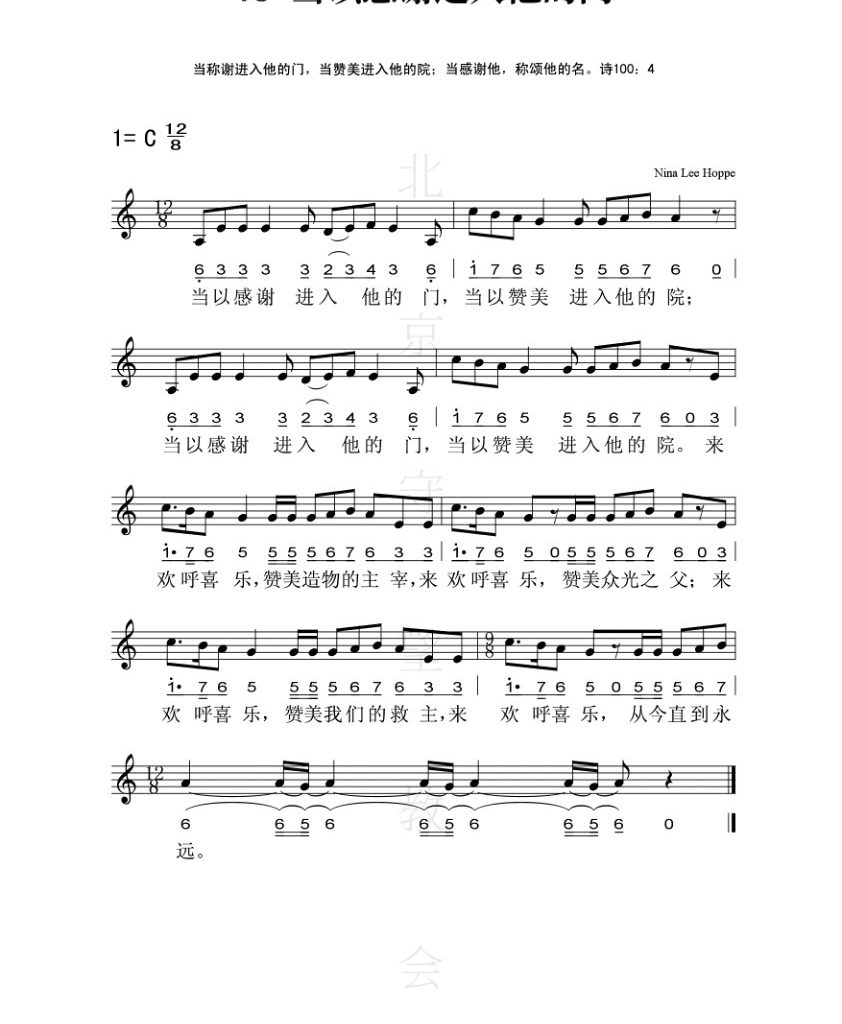 当称谢进入他的门，当赞美进入他的院；当感谢他，称颂他的名。诗100：4
1= C 12/8
Nina Lee Hoppe
12/8
6 3 3 3 3 2 3 4 3 6 | 1 7 6 5 5 5 6 7 6 0 |
当以感谢 进入 他的 门，当以赞美 进入他的 院；
6 3 3 3 3 2 3 4 3 6 | 1 7 6 5 5 5 6 7 6 0 3 |
当以感谢 进入 他的 门，当以赞美 进入他的 院。来
1· 7 6 5 5 5 5 6 7 6 3 3 | 1· 7 6 5 0 5 5 5 6 7 6 0 3 |
欢呼喜 乐，赞美造物的主 宰，来 欢呼喜 乐，赞美众光之 父；来
9/8
1· 7 6 5 5 5 5 6 7 6 3 3 | 1· 7 6 5 0 5 5 5 6 7 |
欢 呼喜 乐，赞美我们的救 主，来 欢 呼喜 乐，从今直到永
12/8
6 6 5 6 6 5 6 6 5 6 0
远。
北
京
守
望
教
会